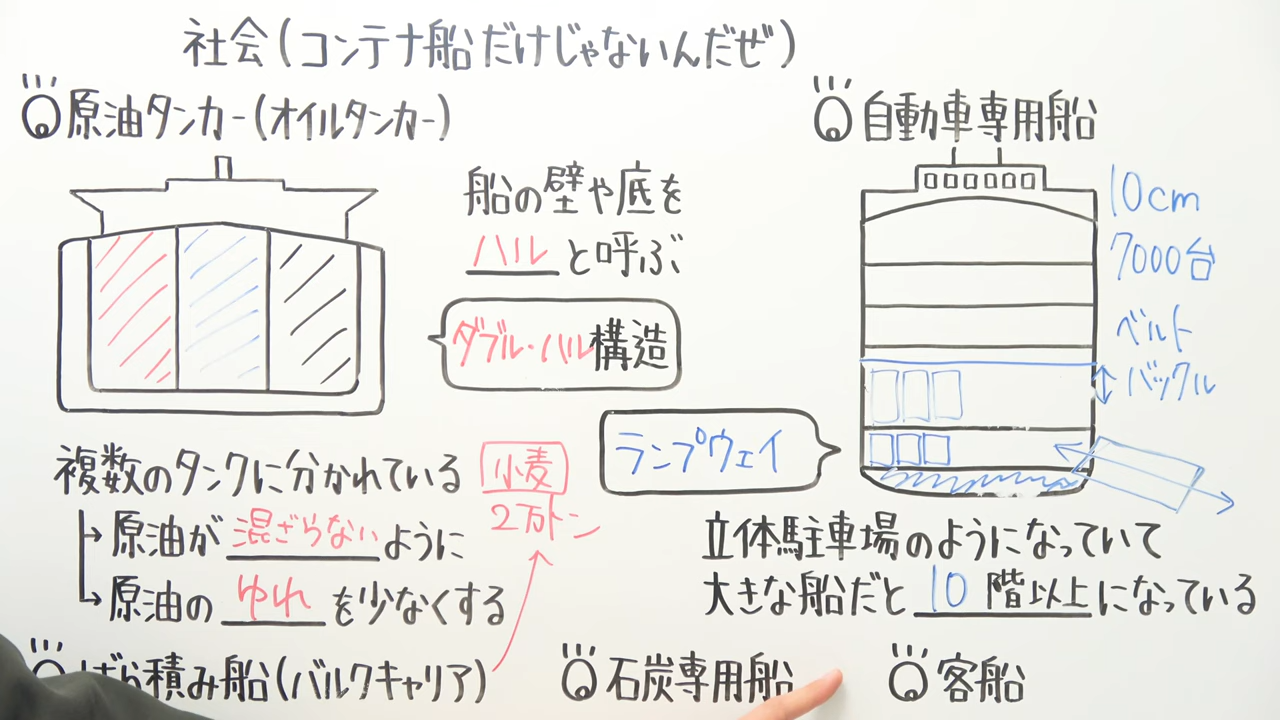 社会(コンテナ船だけじゃないんだぜ)
原油タンカー(オイルタンカー)
船の壁や底を
ハルと呼ぶ
ダブル・ハル構造
複数のタンクに分かれている
原油が混ざらないように
原油のゆれを少なくする
小麦
2万トン
ばら積み船(バルクキャリア)
自動車専用船
10cm
7000台
ベルト
バックル
ランプウェイ
立体駐車場のようになっていて
大きな船だと10階以上になっている
石炭専用船
客船